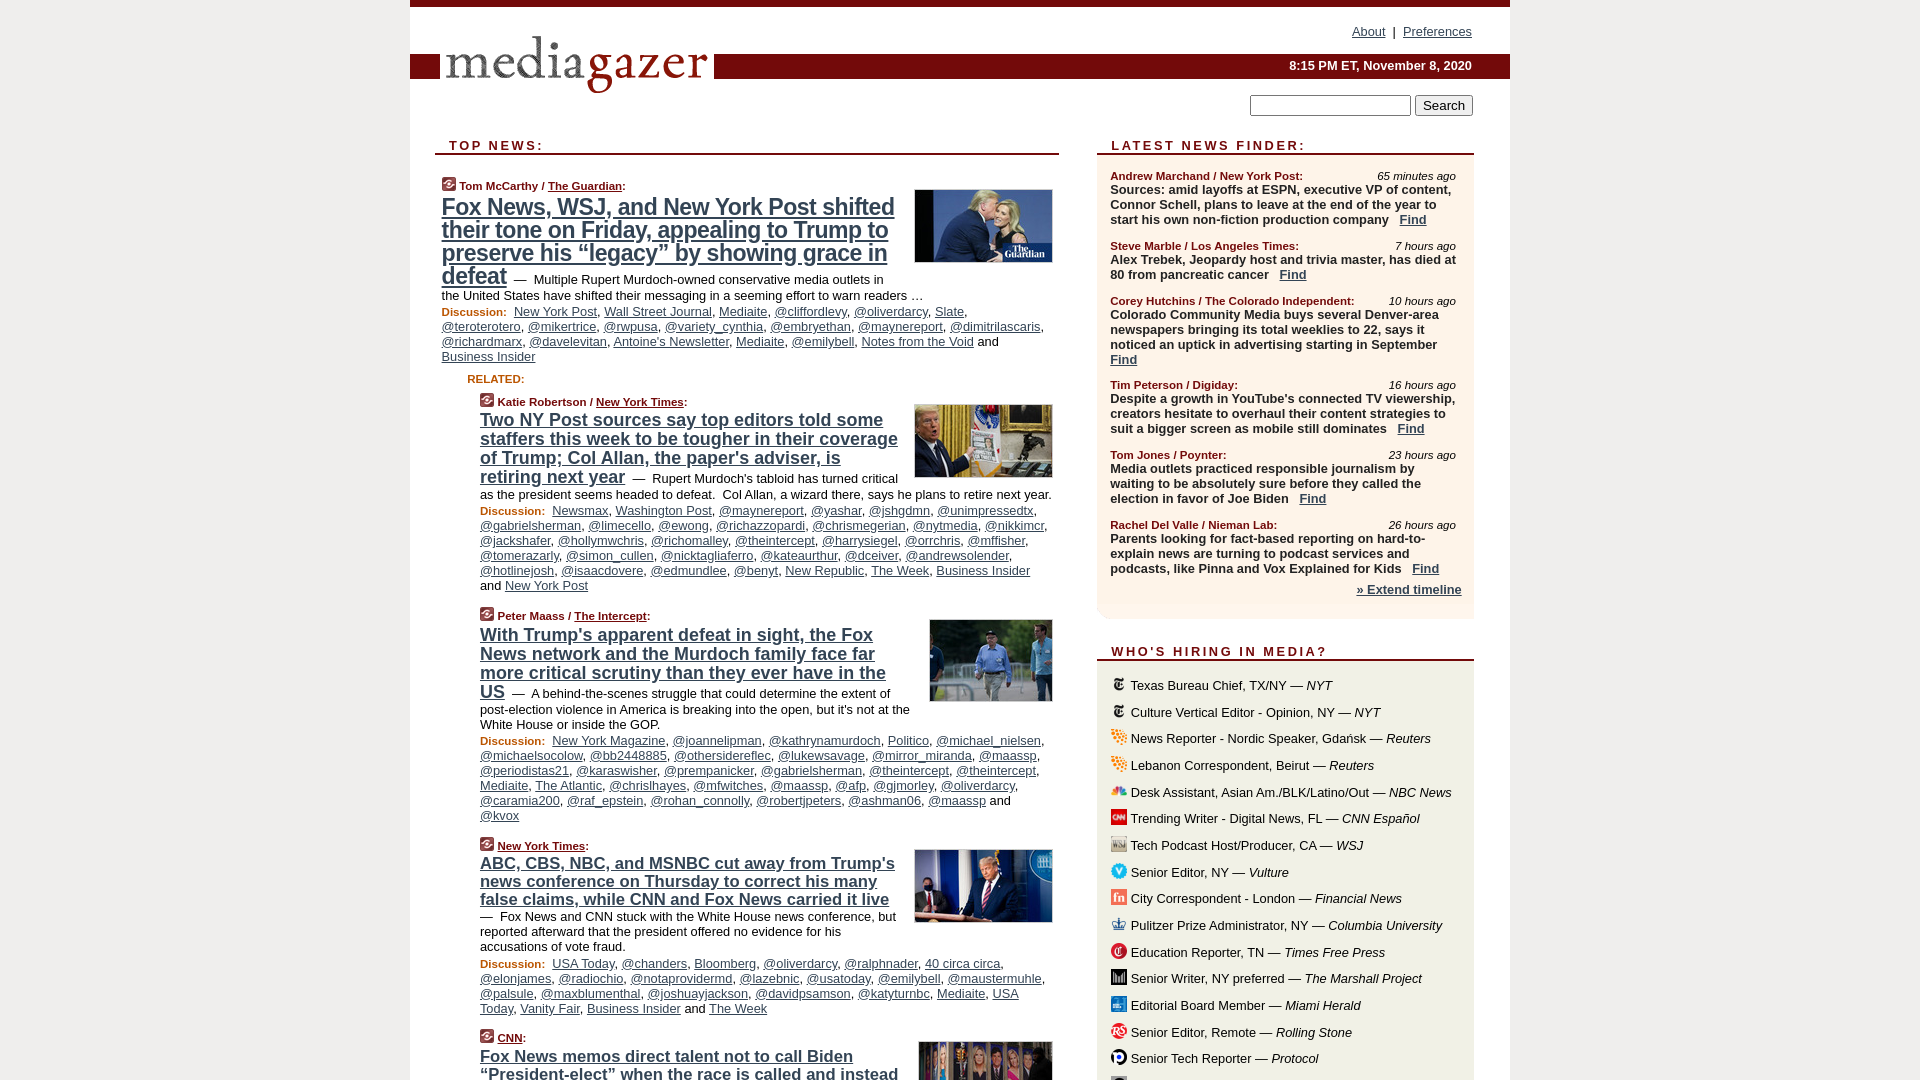 About | Preferences
mediagazer
8:15 PM ET, November 8, 2020
Search
TOP NEWS:
Tom McCarthy / The Guardian:
Fox News, WSJ, and New York Post shifted
their tone on Friday, appealing to Trump to
preserve his “legacy” by showing grace in
defeat — Multiple Rupert Murdoch-owned conservative media outlets in
the United States have shifted their messaging in a seeming effort to warn readers …
The Guardian
Discussion: New York Post, Wall Street Journal, Mediaite, @cliffordlevy, @oliverdarcy, Slate,
@teroterotero, @mikertrice, @rwpusa, @variety_cynthia, @embryethan, @maynereport, @dimitrilascaris,
@richardmarx, @davelevitan, Antoine's Newsletter, Mediaite, @emilybell, Notes from the Void and
Business Insider
RELATED:
Katie Robertson / New York Times:
Two NY Post sources say top editors told some
staffers this week to be tougher in their coverage
of Trump; Col Allan, the paper's adviser, is
retiring next year — Rupert Murdoch's tabloid has turned critical
as the president seems headed to defeat. Col Allan, a wizard there, says he plans to retire next year.
Discussion: Newsmax, Washington Post, @maynereport, @yashar, @jshgdmn, @unimpressedtx,
@gabrielsherman, @limecello, @ewong, @richazzopardi, @chrismegerian, @nytmedia, @nikkimcr,
@jackshafer, @hollymwchris, @richomalley, @theintercept, @harrysiegel, @orrchris, @mffisher,
@tomerazarly, @simon_cullen, @nicktagliaferro, @kateaurthur, @dceiver, @andrewsolender,
@hotlinejosh, @isaacdovere, @edmundlee, @benyt, New Republic, The Week, Business Insider
and New York Post
Peter Maass / The Intercept:
With Trump's apparent defeat in sight, the Fox
News network and the Murdoch family face far
more critical scrutiny than they ever have in the
US — A behind-the-scenes struggle that could determine the extent of
post-election violence in America is breaking into the open, but it's not at the
White House or inside the GOP.
Discussion: New York Magazine, @joannelipman, @kathrynamurdoch, Politico, @michael_nielsen,
@michaelsocolow, @bb2448885, @othersidereflec, @lukewsavage, @mirror_miranda, @maassp,
@periodistas21, @karaswisher, @prempanicker, @gabrielsherman, @theintercept, @theintercept,
Mediaite, The Atlantic, @chrislhayes, @mfwitches, @maassp, @afp, @gjmorley, @oliverdarcy,
@caramia200, @raf_epstein, @rohan_connolly, @robertjpeters, @ashman06, @maassp and
@kvox
New York Times:
ABC, CBS, NBC, and MSNBC cut away from Trump's
news conference on Thursday to correct his many
false claims, while CNN and Fox News carried it live
— Fox News and CNN stuck with the White House news conference, but
reported afterward that the president offered no evidence for his
accusations of vote fraud.
Discussion: USA Today, @chanders, Bloomberg, @oliverdarcy, @ralphnader, 40 circa circa,
@elonjames, @radiochio, @notaprovidermd, @lazebnic, @usatoday, @emilybell, @maustermuhle,
@palsule, @maxblumenthal, @joshuayjackson, @davidpsamson, @katyturnbc, Mediaite, USA
Today, Vanity Fair, Business Insider and The Week
CNN:
Fox News memos direct talent not to call Biden
“President-elect” when the race is called and instead
LATEST NEWS FINDER:
Andrew Marchand / New York Post: 65 minutes ago
Sources: amid layoffs at ESPN, executive VP of content,
Connor Schell, plans to leave at the end of the year to
start his own non-fiction production company Find
Steve Marble / Los Angeles Times: 7 hours ago
Alex Trebek, Jeopardy host and trivia master, has died at
80 from pancreatic cancer Find
Corey Hutchins / The Colorado Independent: 10 hours ago
Colorado Community Media buys several Denver-area
newspapers bringing its total weeklies to 22, says it
noticed an uptick in advertising starting in September
Find
Tim Peterson / Digiday: 16 hours ago
Despite a growth in YouTube's connected TV viewership,
creators hesitate to overhaul their content strategies to
suit a bigger screen as mobile still dominates Find
Tom Jones / Poynter: 23 hours ago
Media outlets practiced responsible journalism by
waiting to be absolutely sure before they called the
election in favor of Joe Biden Find
Rachel Del Valle / Nieman Lab: 26 hours ago
Parents looking for fact-based reporting on hard-to-
explain news are turning to podcast services and
podcasts, like Pinna and Vox Explained for Kids Find
» Extend timeline
WHO'S HIRING IN MEDIA?
Texas Bureau Chief, TX/NY — NYT
Culture Vertical Editor - Opinion, NY — NYT
News Reporter - Nordic Speaker, Gdańsk — Reuters
Lebanon Correspondent, Beirut — Reuters
Desk Assistant, Asian Am./BLK/Latino/Out — NBC News
Trending Writer - Digital News, FL — CNN Español
Tech Podcast Host/Producer, CA — WSJ
Senior Editor, NY — Vulture
City Correspondent - London — Financial News
Pulitzer Prize Administrator, NY — Columbia University
Education Reporter, TN — Times Free Press
Senior Writer, NY preferred — The Marshall Project
Editorial Board Member — Miami Herald
Senior Editor, Remote — Rolling Stone
Senior Tech Reporter — Protocol